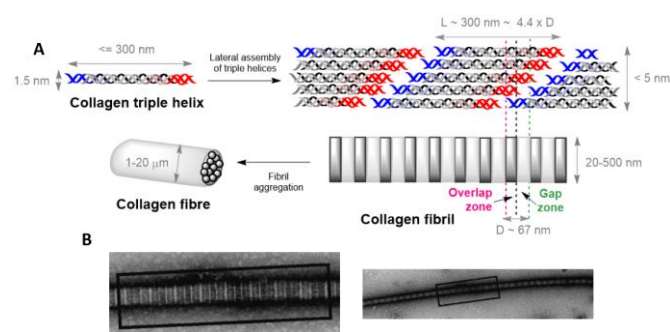 A
<= 300 nm
1.5 nm
Collagen triple helix
Lateral assembly
of triple helices
L ~ 300 nm ~ 4.4 x D
< 5 nm
1-20 μm
Collagen fibre
Fibril
aggregation
20-500 nm
Overlap
zone
Gap
zone
Collagen fibril
D ~ 67 nm
B